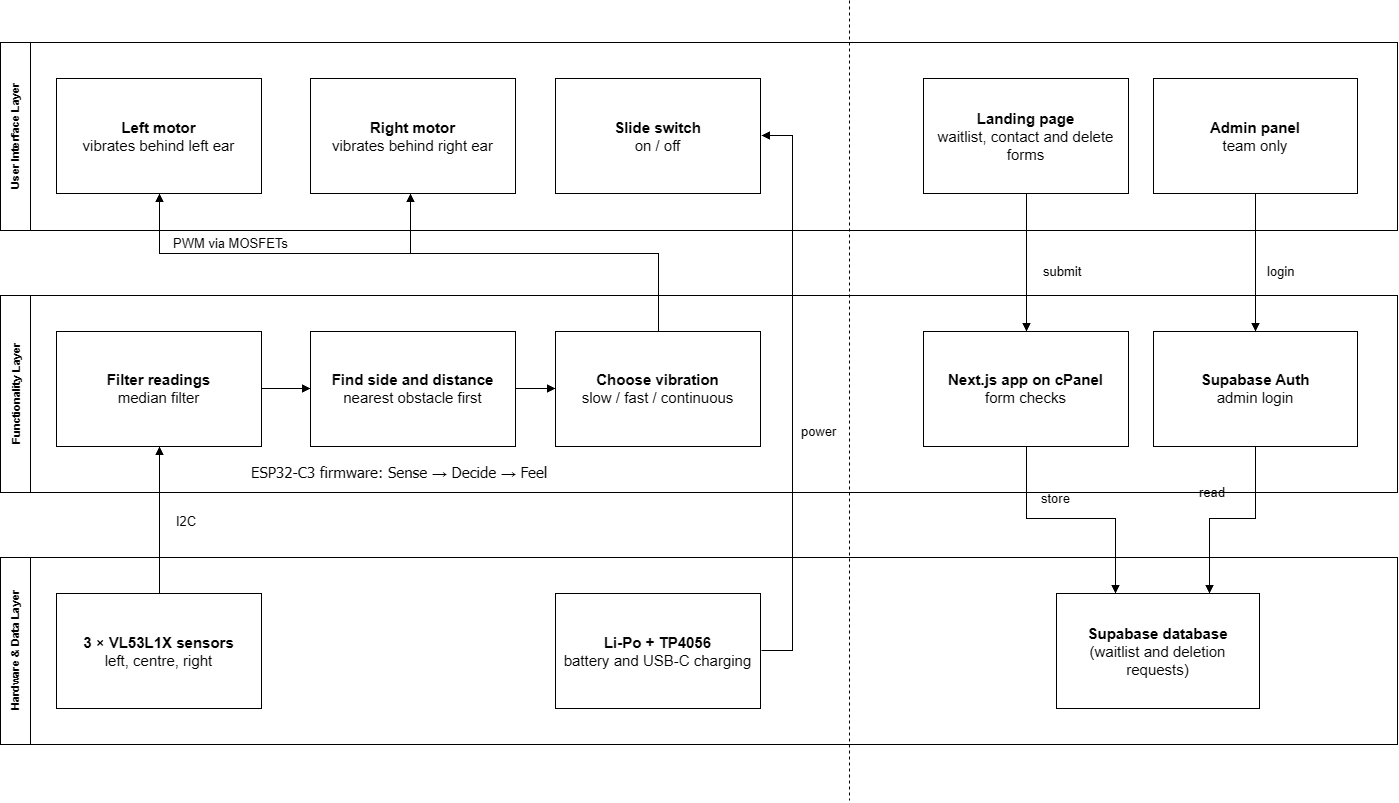 User Interface Layer
Left motor
vibrates behind left ear
Right motor
vibrates behind right ear
Slide switch
on / off
Landing page
waitlist, contact and delete
forms
Admin panel
team only
PWM via MOSFETs
submit
login
Functionality Layer
Filter readings
median filter
Find side and distance
nearest obstacle first
Choose vibration
slow / fast / continuous
power
Next.js app on cPanel
form checks
Supabase Auth
admin login
ESP32-C3 firmware: Sense → Decide → Feel
I2C
store
read
Hardware & Data Layer
3 × VL53L1X sensors
left, centre, right
Li-Po + TP4056
battery and USB-C charging
Supabase database
(waitlist and deletion
requests)